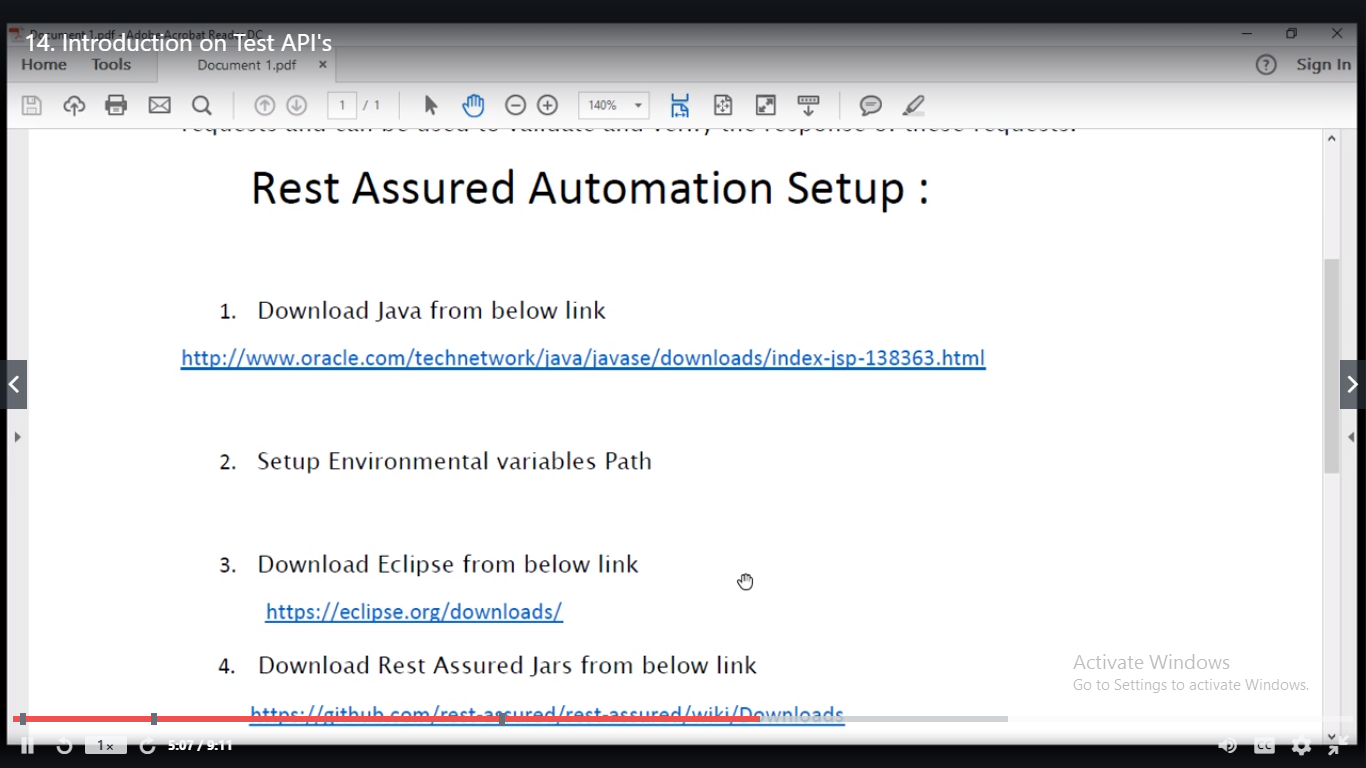 Document 1.pdf - Adobe Acrobat Reader DC
14. Introduction on Test API's
Home Tools Document 1.pdf × Sign In
1 / 1 140%
requests and can be used to validate and verify the response of these requests.
Rest Assured Automation Setup :
1. Download Java from below link
http://www.oracle.com/technetwork/java/javase/downloads/index-jsp-138363.html
2. Setup Environmental variables Path
3. Download Eclipse from below link
https://eclipse.org/downloads/
4. Download Rest Assured Jars from below link
Activate Windows
Go to Settings to activate Windows.
https://github.com/rest-assured/rest-assured/wiki/Downloads
1x 5:07 / 9:11 CC